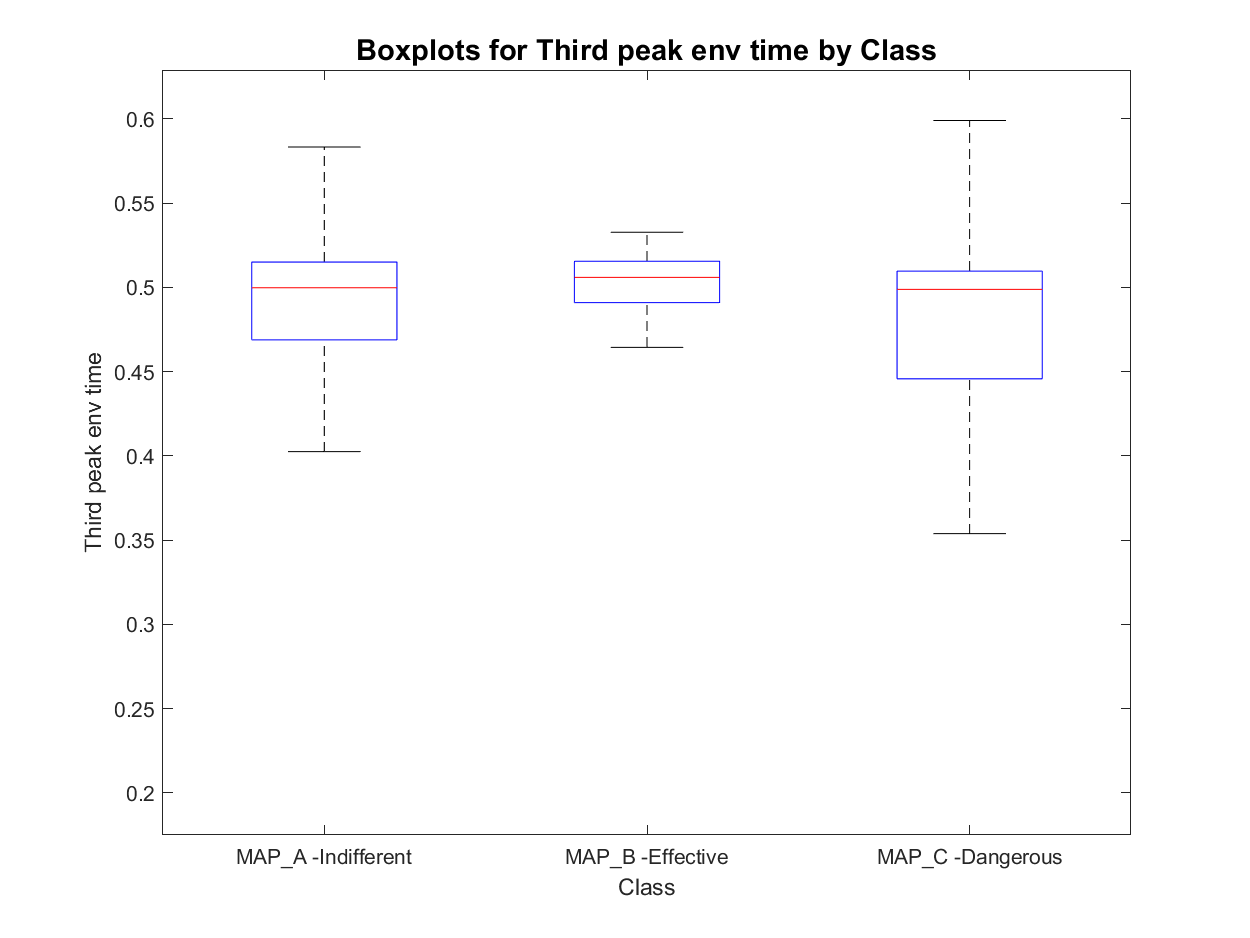 Boxplots for Third peak env time by Class
Third peak env time
0.6
0.55
0.5
0.45
0.4
0.35
0.3
0.25
0.2
MAP_A -Indifferent
MAP_B -Effective
MAP_C -Dangerous
Class